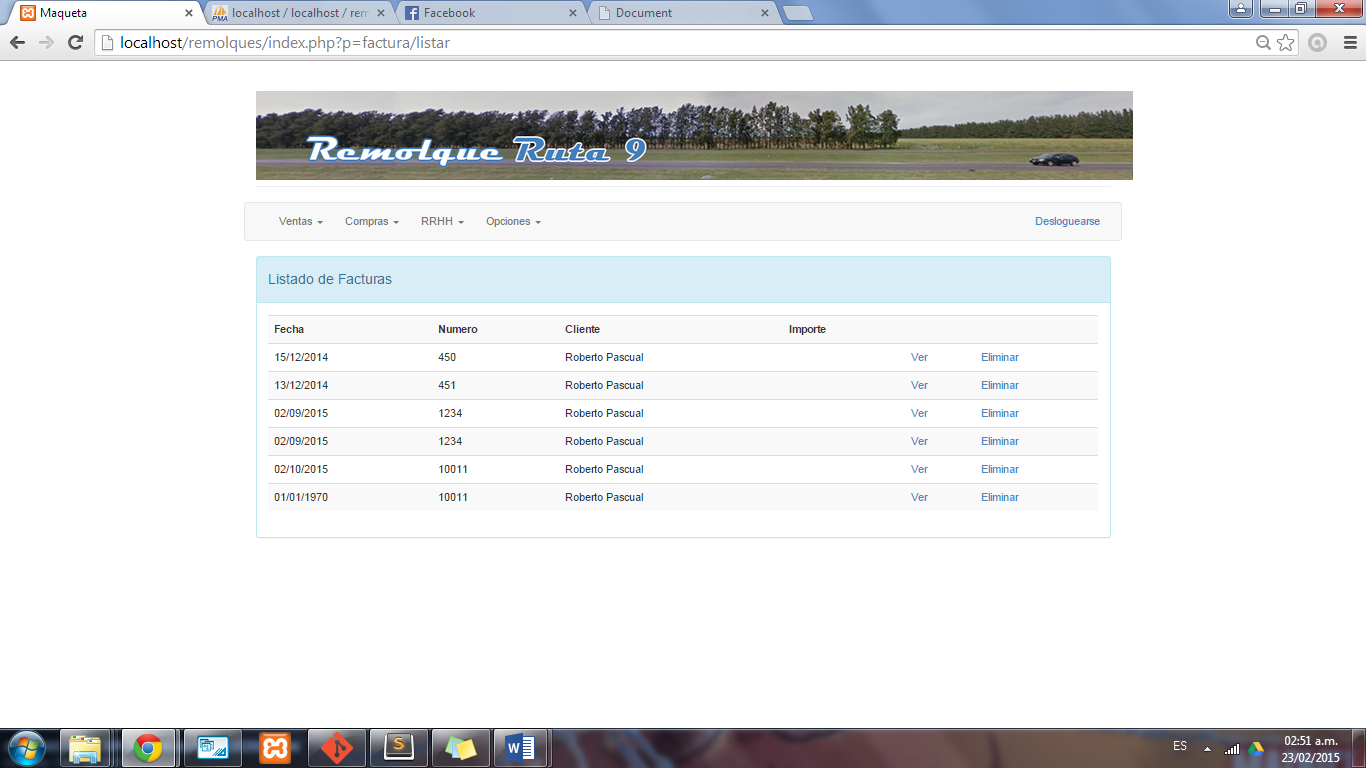 Maqueta
localhost / localhost / rem
Facebook
Document
localhost/remolques/index.php?p=factura/listar
Remolque Ruta 9
Ventas Compras RRHH Opciones Desloguearse
Listado de Facturas
Fecha Numero Cliente Importe
15/12/2014 450 Roberto Pascual Ver Eliminar
13/12/2014 451 Roberto Pascual Ver Eliminar
02/09/2015 1234 Roberto Pascual Ver Eliminar
02/09/2015 1234 Roberto Pascual Ver Eliminar
02/10/2015 10011 Roberto Pascual Ver Eliminar
01/01/1970 10011 Roberto Pascual Ver Eliminar
ES
02:51 a.m.
23/02/2015